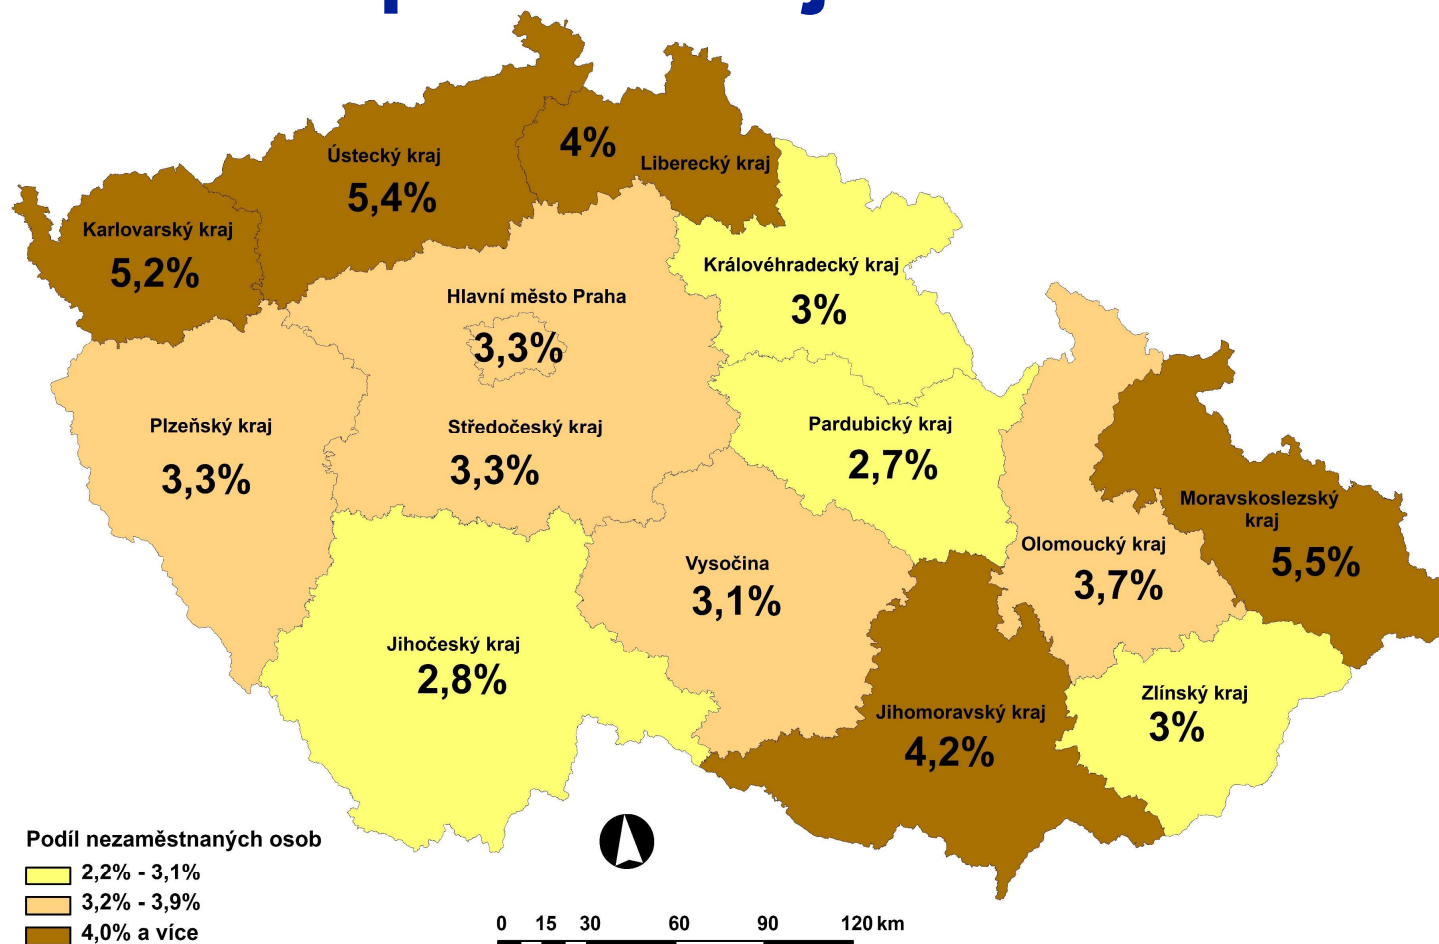 Ústecký kraj
5,4%
4%
Liberecký kraj
Karlovarský kraj
5,2%
Královéhradecký kraj
3%
Hlavní město Praha
3,3%
Plzeňský kraj
3,3%
Středočeský kraj
3,3%
Pardubický kraj
2,7%
Moravskoslezský
kraj
5,5%
Olomoucký kraj
3,7%
Vysočina
3,1%
Jihočeský kraj
2,8%
Zlínský kraj
3%
Jihomoravský kraj
4,2%
Podíl nezaměstnaných osob
2,2% - 3,1%
3,2% - 3,9%
4,0% a více
0 15 30 60 90 120 km